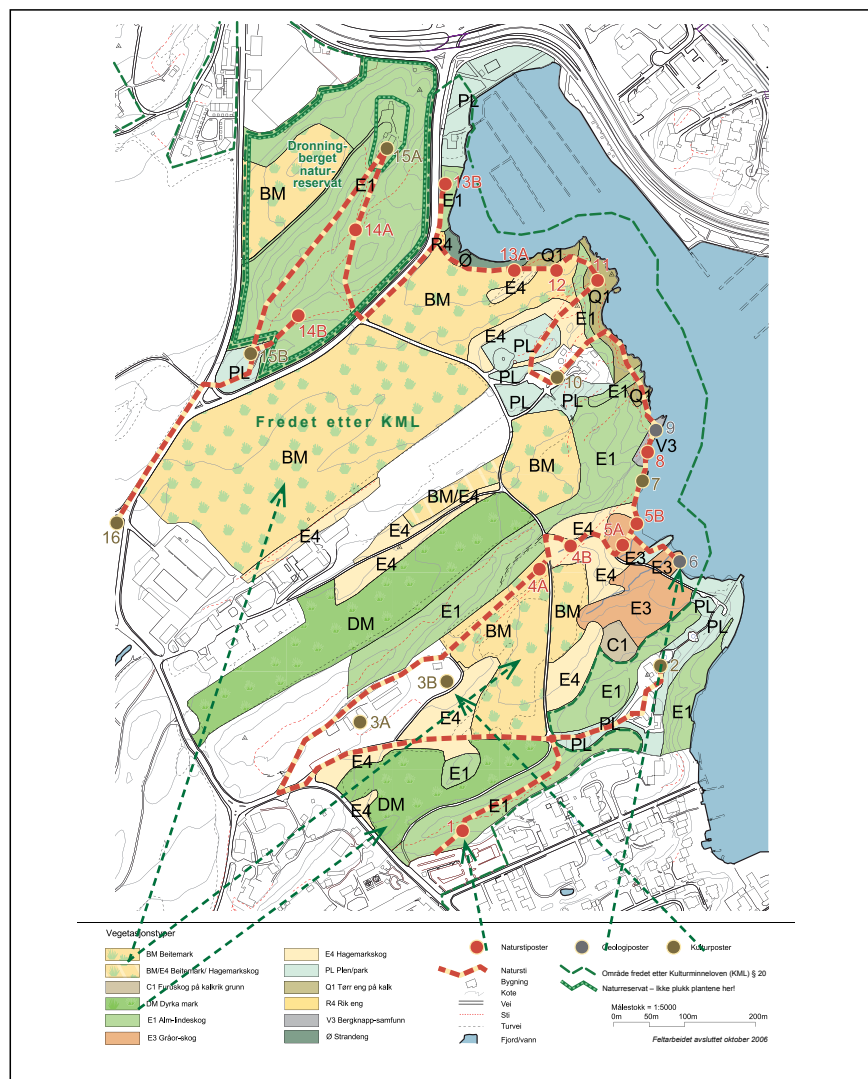 PL
Dronning-
berget
natur-
reservat
15A
E1
BM
13B
E1
14A
R4
Ø
13A
Q1
E4
12
11
Q1
BM
E1
E4
PL
14B
15B
PL
PL
10
PL
PL
E1
Q1
9
V3
8
Fredet etter KML
BM
BM
E1
7
BM/E4
16
E4
E4
E4
5B
E4
5A
4B
E3
E3
6
4A
E4
DM
E1
BM
BM
E3
PL
PL
C1
2
3B
E4
E1
3A
E4
PL
E1
PL
E4
E1
DM
E4
E1
1
Vegetasjonstyper
BM Beitemark
BM/E4 Beitemark/ Hagemarkskog
C1 Furuskog på kalkrik grunn
DM Dyrka mark
E1 Alm-lindeskog
E3 Gråor-skog
E4 Hagemarkskog
PL Plen/park
Q1 Tørr eng på kalk
R4 Rik eng
V3 Bergknapp-samfunn
Ø Strandeng
Naturstiposter
Geologiposter
Kulturposter
Natursti
Bygning
Kote
Vei
Sti
Turvei
Fjord/vann
Område fredet etter Kulturminneloven (KML) § 20
Naturreservat – Ikke plukk plantene her!
Målestokk = 1:5000
0m 50m 100m 200m
Feltarbeidet avsluttet oktober 2006